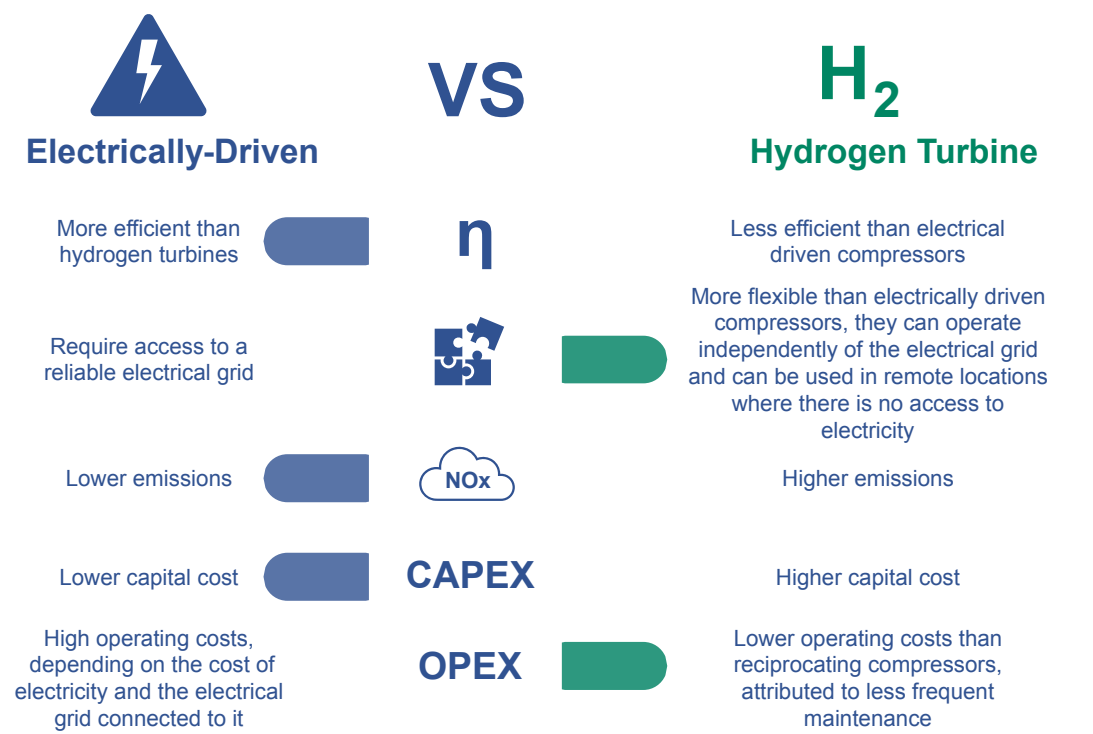 VS
H₂
Electrically-Driven
Hydrogen Turbine
More efficient than
hydrogen turbines
η
Less efficient than electrical
driven compressors
Require access to a
reliable electrical grid
More flexible than electrically driven
compressors, they can operate
independently of the electrical grid
and can be used in remote locations
where there is no access to
electricity
Lower emissions
NOx
Higher emissions
Lower capital cost
CAPEX
Higher capital cost
High operating costs,
depending on the cost of
electricity and the electrical
grid connected to it
OPEX
Lower operating costs than
reciprocating compressors,
attributed to less frequent
maintenance